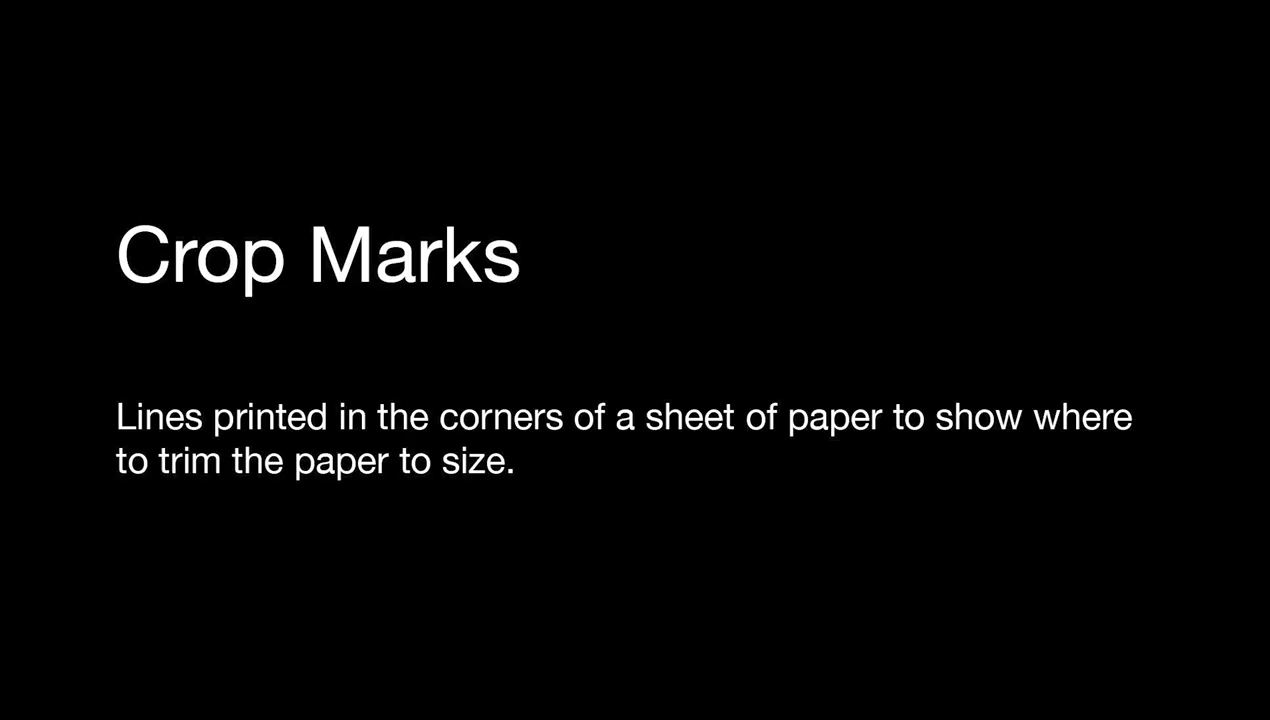 Crop Marks
Lines printed in the corners of a sheet of paper to show where
to trim the paper to size.